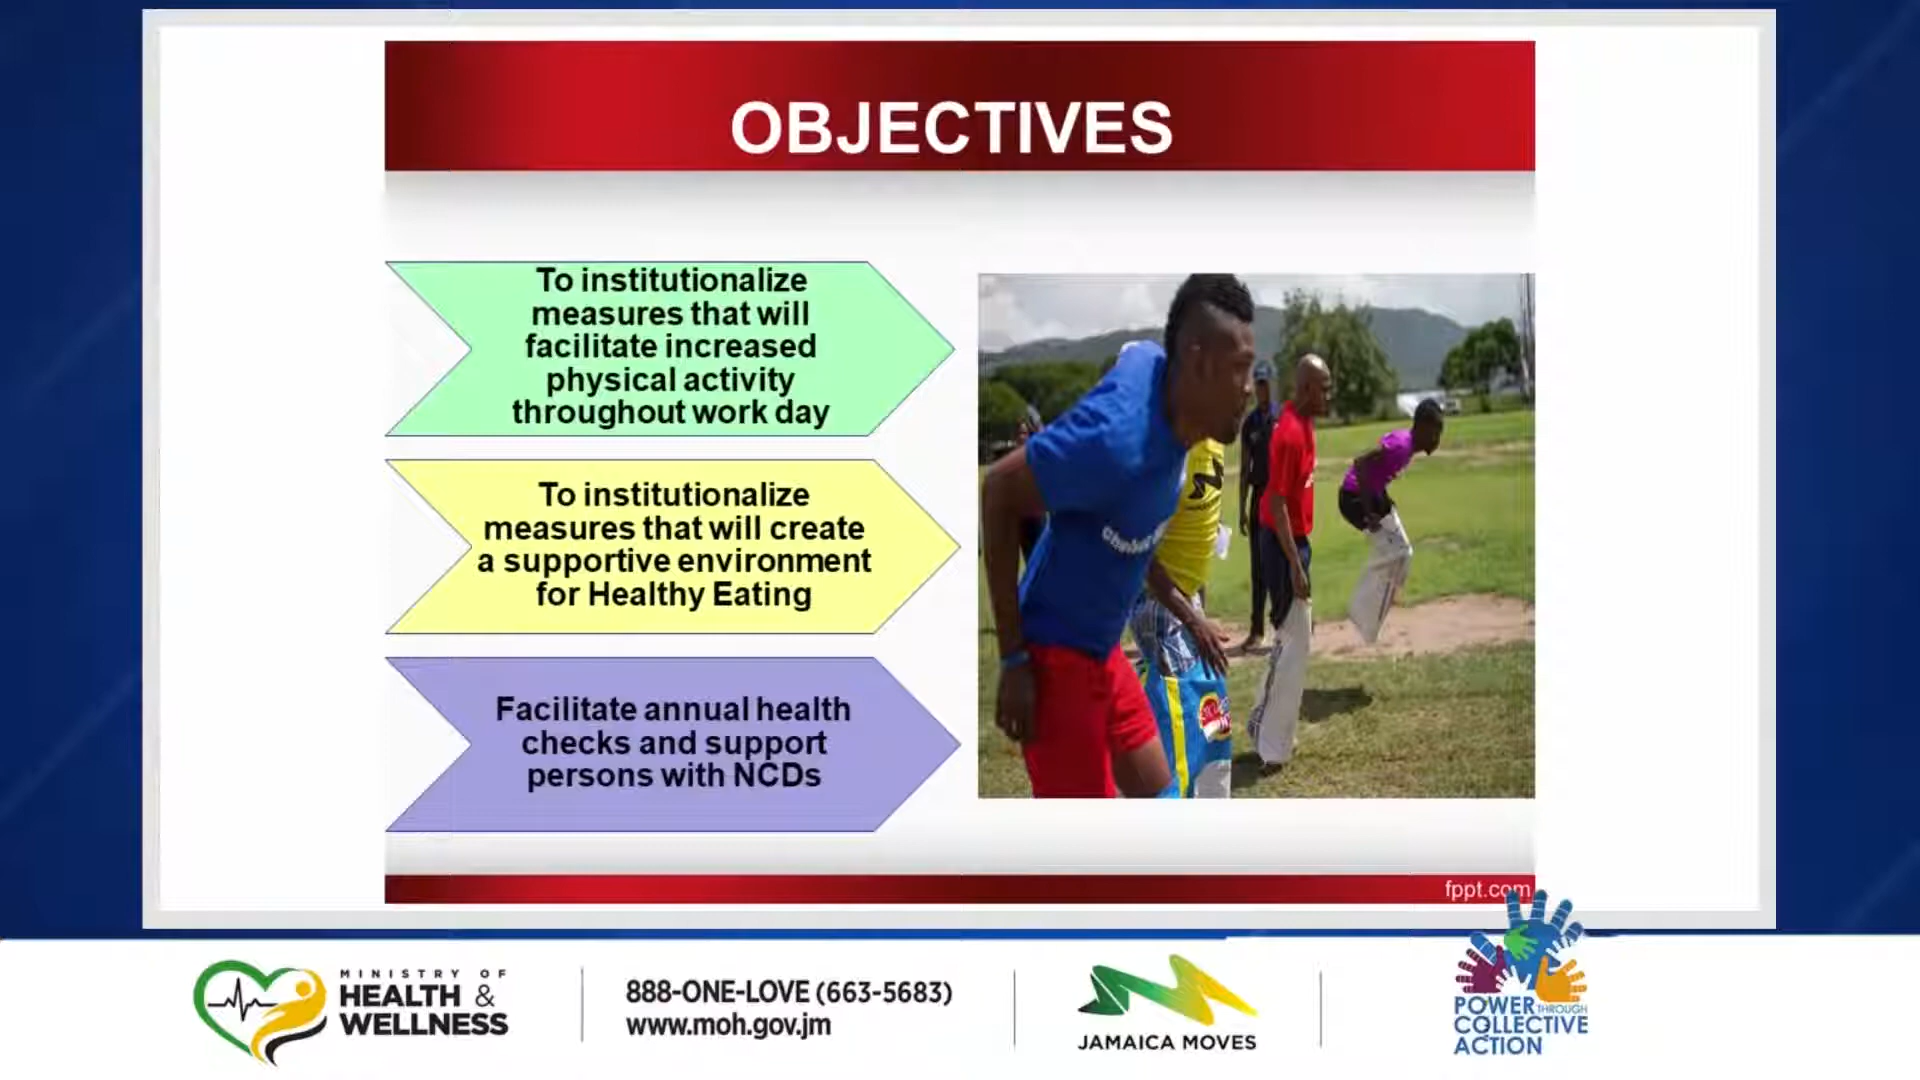 OBJECTIVES
To institutionalize
measures that will
facilitate increased
physical activity
throughout work day
To institutionalize
measures that will create
a supportive environment
for Healthy Eating
Facilitate annual health
checks and support
persons with NCDs
fppt.com
MINISTRY OF
HEALTH &
WELLNESS
888-ONE-LOVE (663-5683)
www.moh.gov.jm
JAMAICA MOVES
POWER THROUGH
COLLECTIVE
ACTION